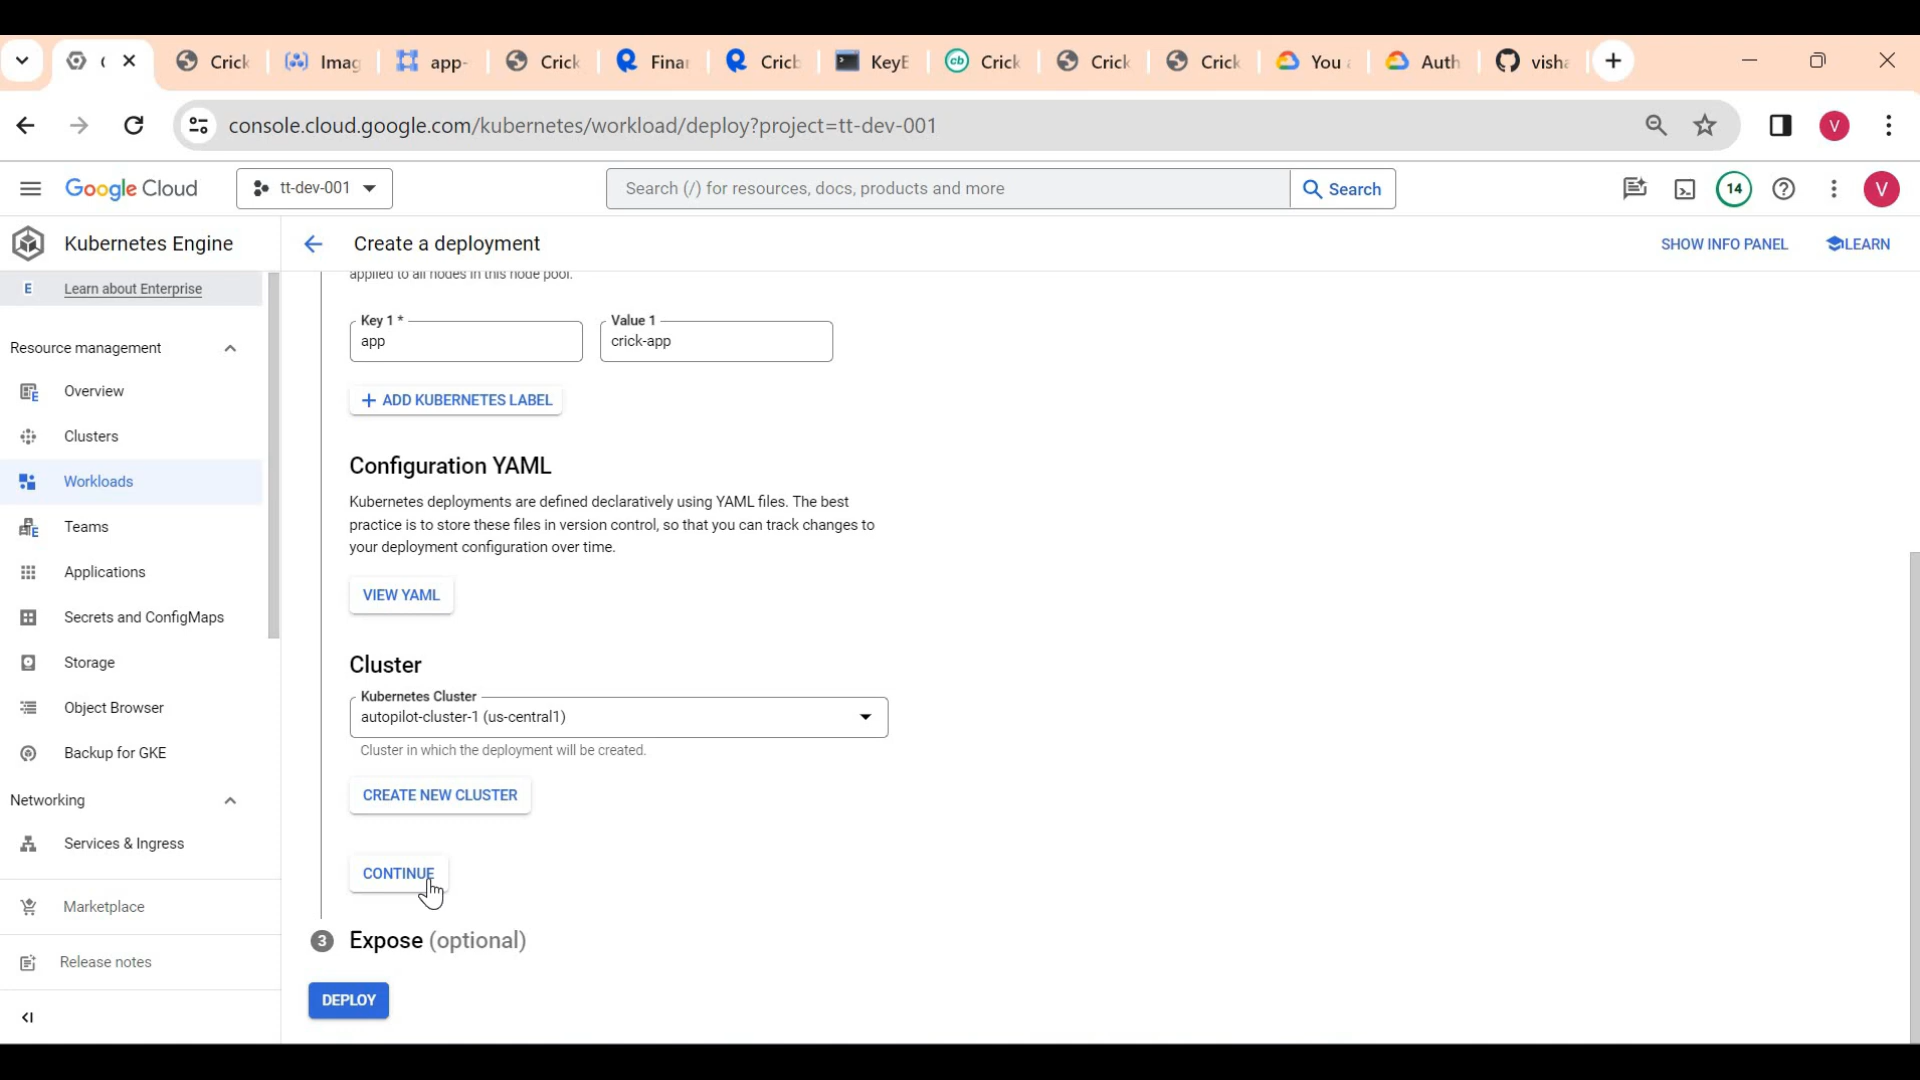 ( Crick Imag app- Crick Final Crick KeyB Crick Crick Crick You a Auth visha
console.cloud.google.com/kubernetes/workload/deploy?project=tt-dev-001 V
Google Cloud tt-dev-001 Search (/) for resources, docs, products and more Search 14 V
Kubernetes Engine Create a deployment SHOW INFO PANEL LEARN
E Learn about Enterprise
Resource management
Overview
Clusters
Workloads
Teams
Applications
Secrets and ConfigMaps
Storage
Object Browser
Backup for GKE
Networking
Services & Ingress
Marketplace
Release notes
applied to all nodes in this node pool.
Key 1 * Value 1
app crick-app
+ ADD KUBERNETES LABEL
Configuration YAML
Kubernetes deployments are defined declaratively using YAML files. The best
practice is to store these files in version control, so that you can track changes to
your deployment configuration over time.
VIEW YAML
Cluster
Kubernetes Cluster
autopilot-cluster-1 (us-central1)
Cluster in which the deployment will be created.
CREATE NEW CLUSTER
CONTINUE
3 Expose (optional)
DEPLOY